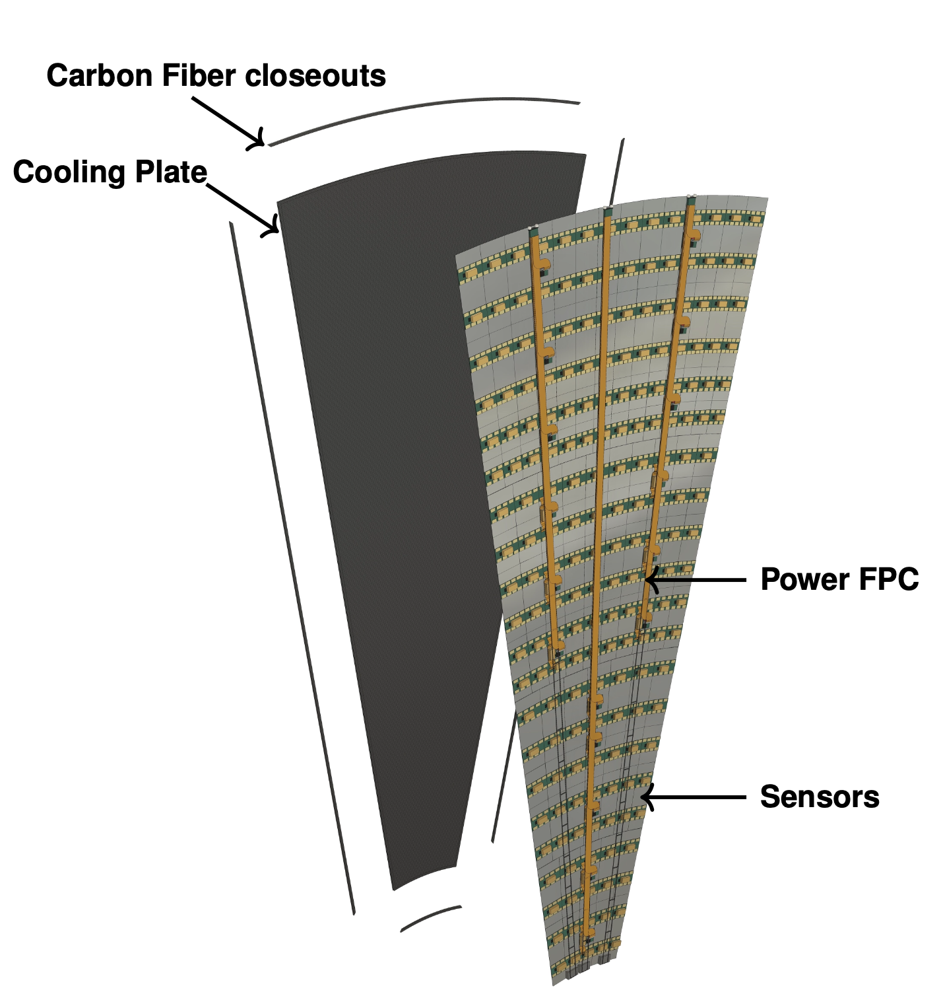 Carbon Fiber closeouts
Cooling Plate
Power FPC
Sensors